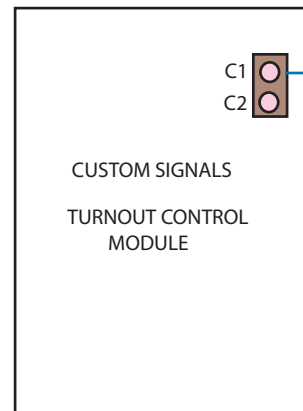 C1
C2
CUSTOM SIGNALS
TURNOUT CONTROL
MODULE